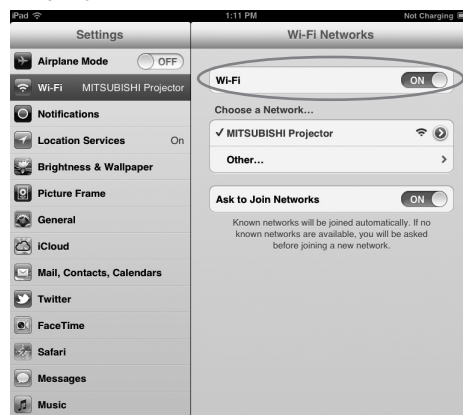 iPad 1:11 PM Not Charging
Settings
Airplane Mode OFF
Wi-Fi MITSUBISHI Projector
Notifications
Location Services On
Brightness & Wallpaper
Picture Frame
General
iCloud
Mail, Contacts, Calendars
Twitter
FaceTime
Safari
Messages
Music
Wi-Fi Networks
Wi-Fi ON
Choose a Network...
MITSUBISHI Projector
Other...
Ask to Join Networks ON
Known networks will be joined automatically. If no
known networks are available, you will be asked
before joining a new network.